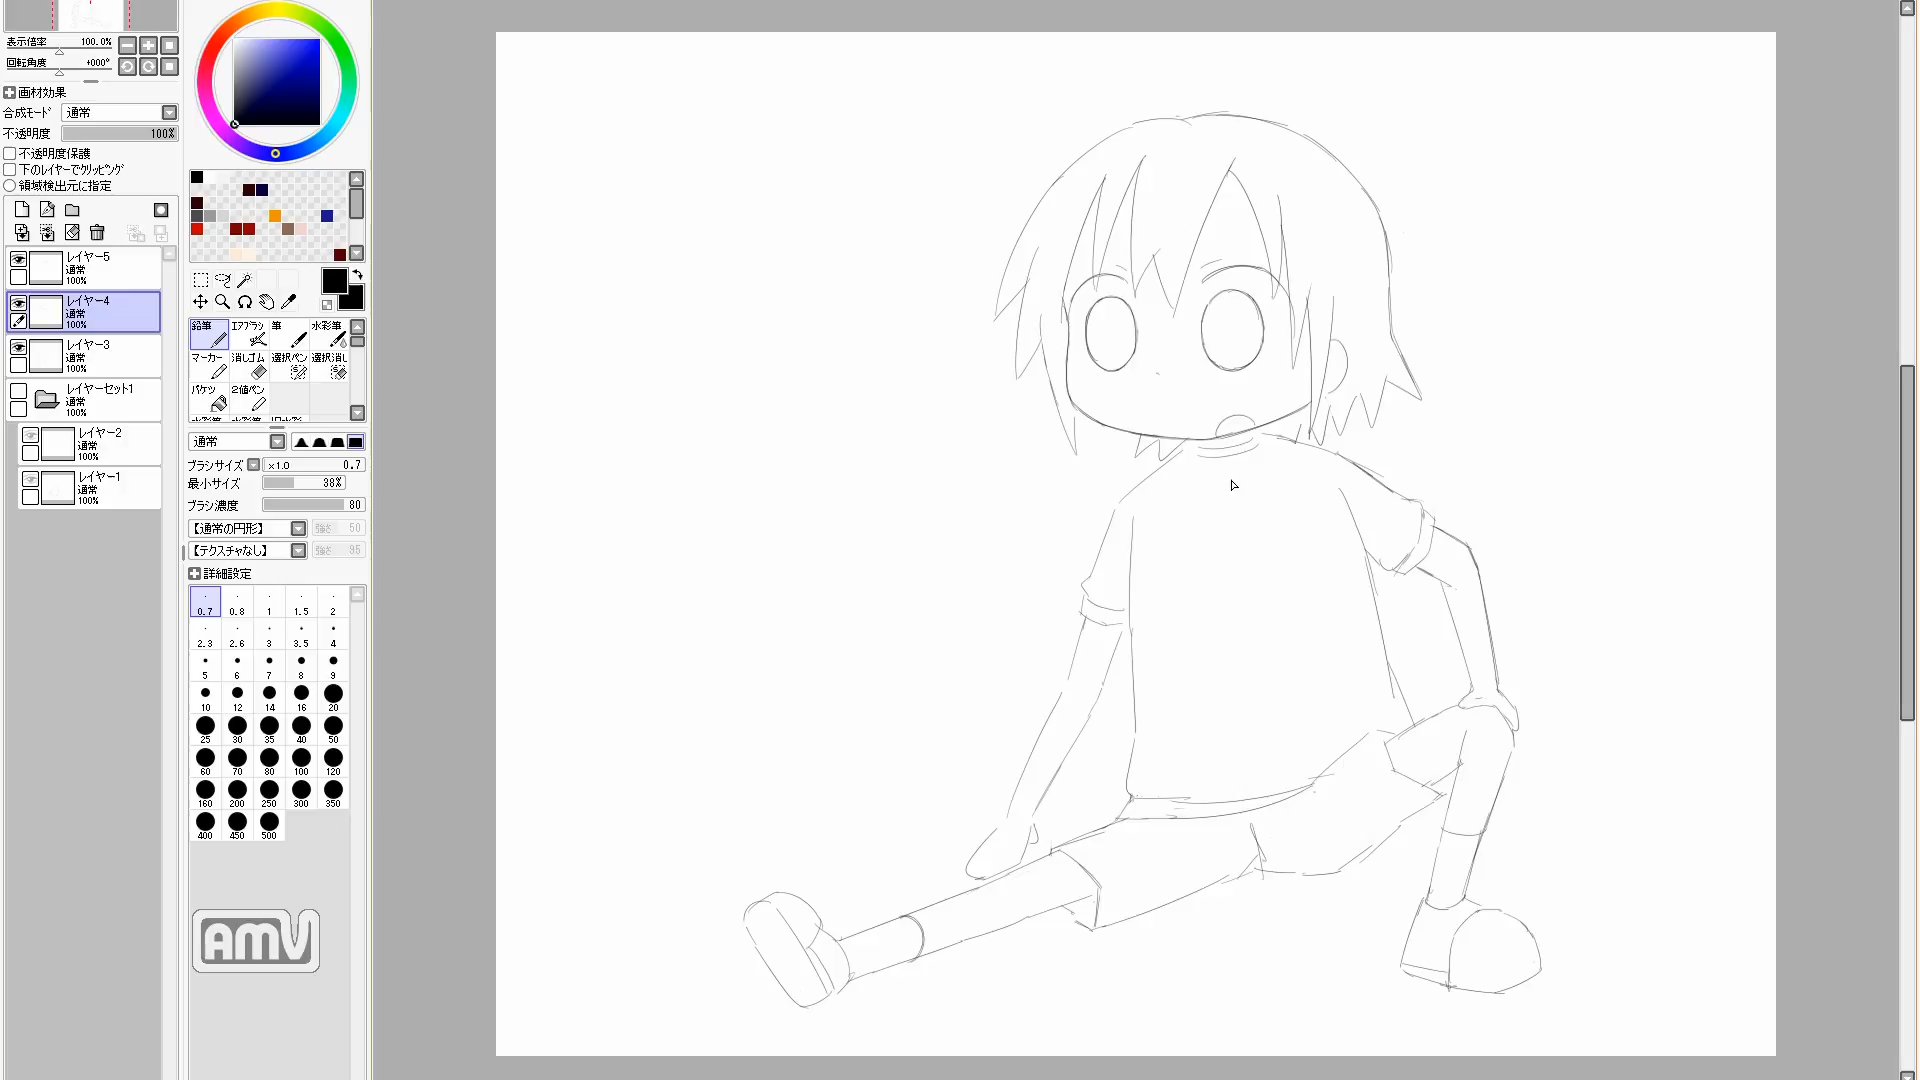 表示倍率 100.0%
回転角度 +000°
画材効果
合成モード 通常
不透明度 100%
不透明度保護
下のレイヤーでクリッピング
領域検出元に指定
レイヤー5
通常
100%
レイヤー4
通常
100%
レイヤー3
通常
100%
レイヤーセット1
通常
100%
レイヤー2
通常
100%
レイヤー1
通常
100%
鉛筆 エアブラシ 筆 水彩筆
マーカー 消しゴム 選択ペン 選択消し
バケツ 2値ペン
通常
ブラシサイズ x1.0 0.7
最小サイズ 38%
ブラシ濃度 80
【通常の円形】 強さ 50
【テクスチャなし】 強さ 95
詳細設定
0.7 0.8 1 1.5 2
2.3 2.6 3 3.5 4
5 6 7 8 9
10 12 14 16 20
25 30 35 40 50
60 70 80 100 120
160 200 250 300 350
400 450 500
AMV